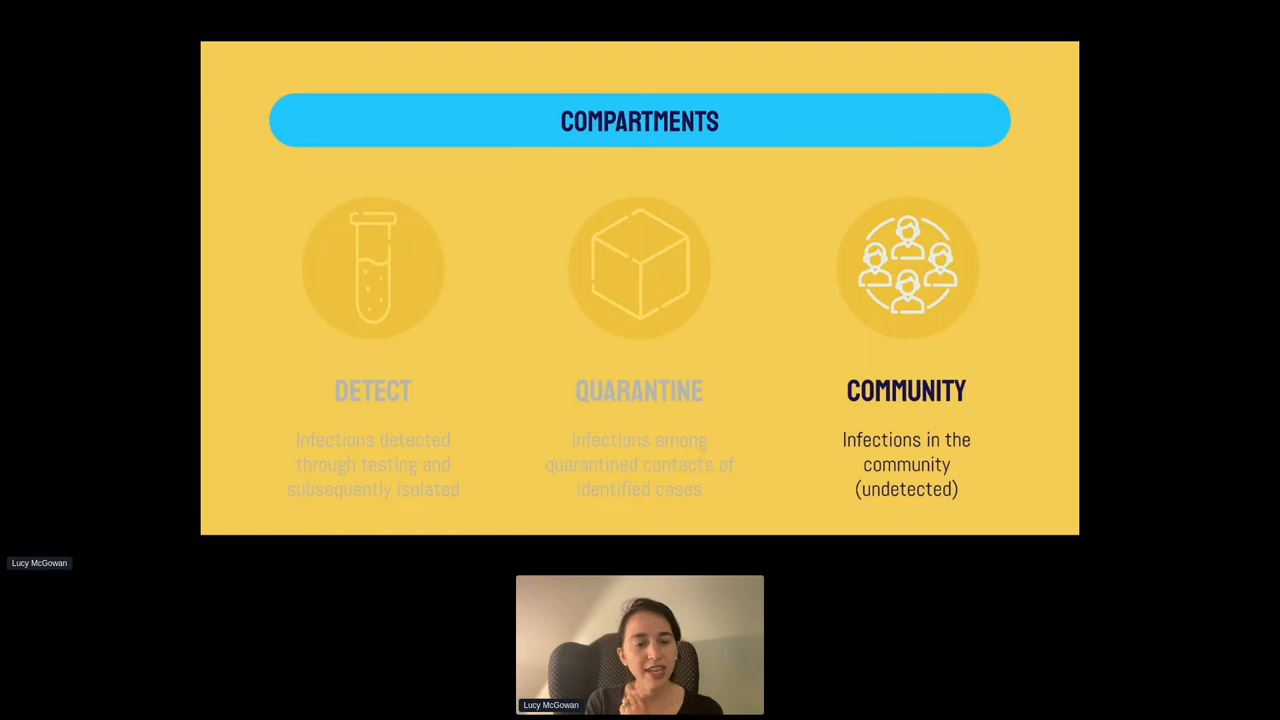 COMPARTMENTS
DETECT
Infections detected
through testing and
subsequently isolated
QUARANTINE
Infections among
quarantined contacts of
identified cases
COMMUNITY
Infections in the
community
(undetected)
Lucy McGowan
Lucy McGowan